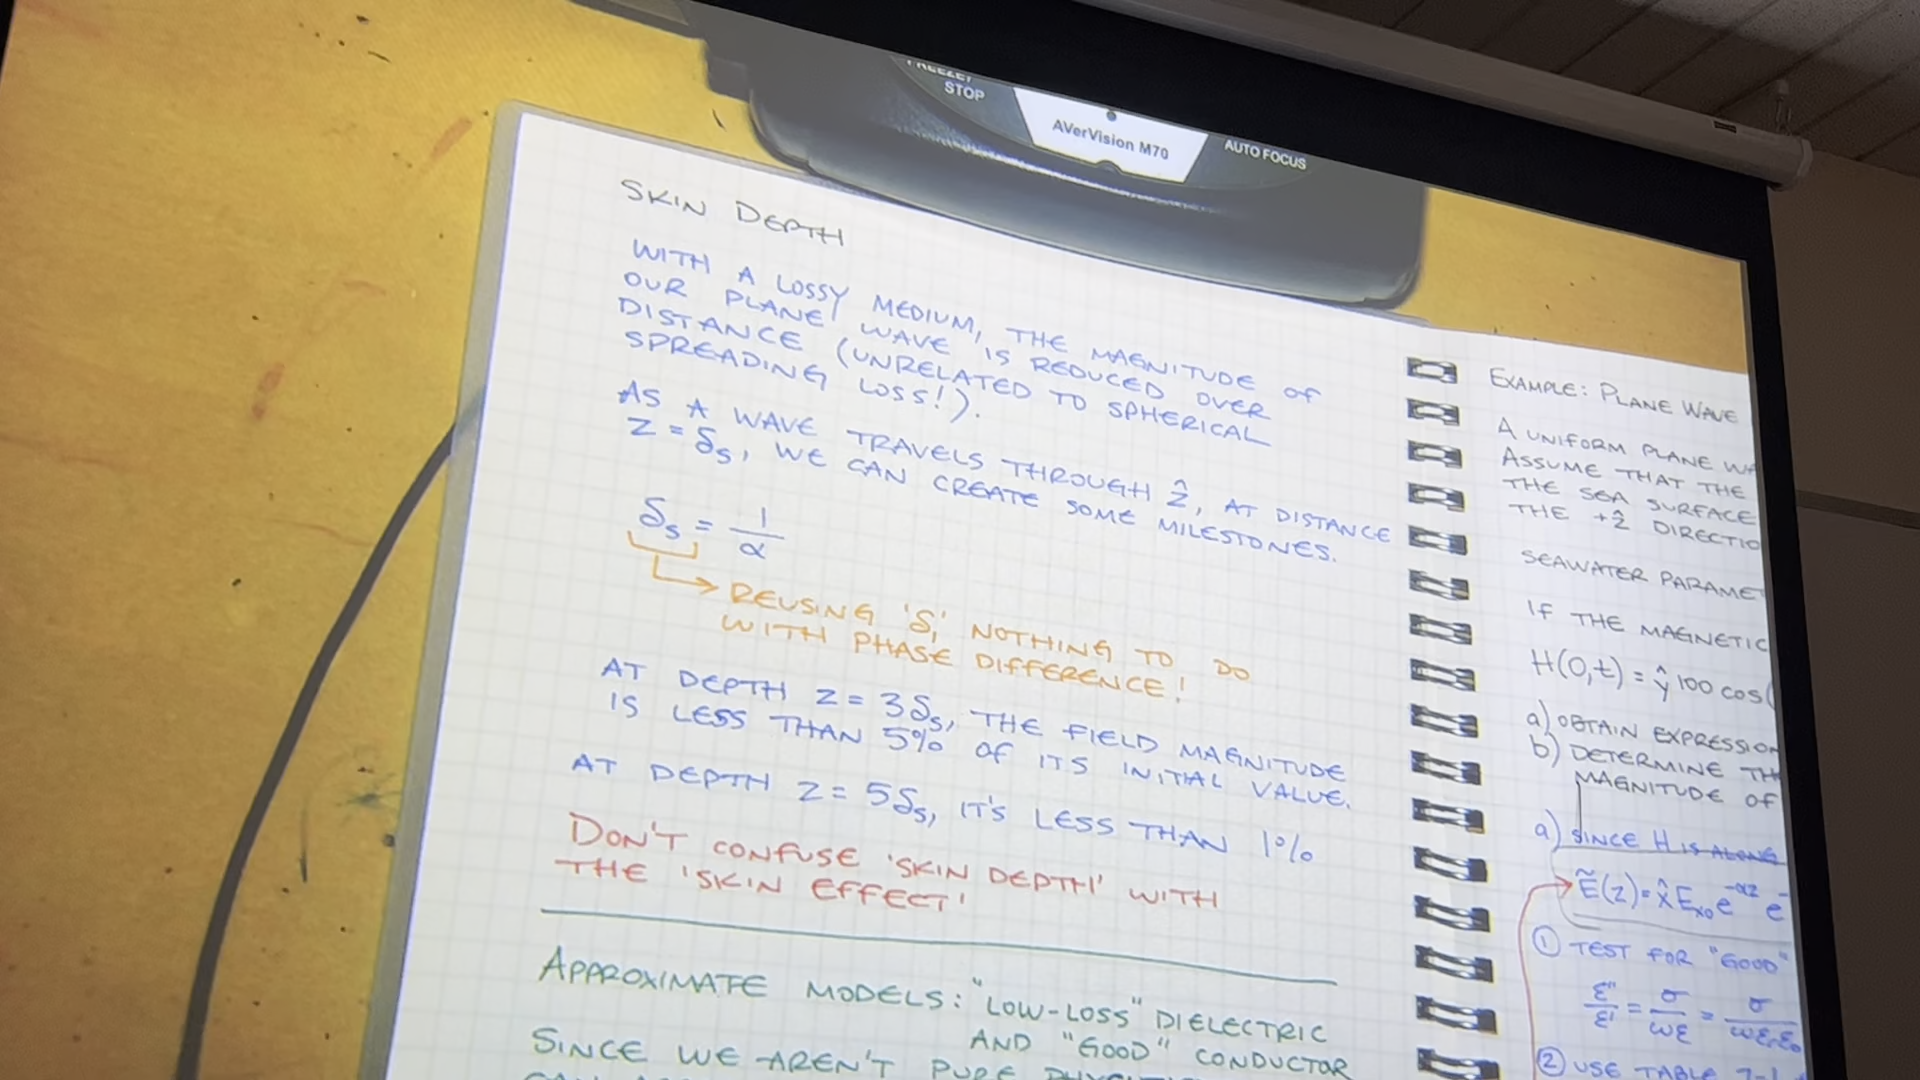 STOP
AVerVision M70
AUTO FOCUS
SKIN DEPTH
WITH A LOSSY MEDIUM, THE MAGNITUDE OF
OUR PLANE WAVE IS REDUCED OVER
DISTANCE (UNRELATED TO SPHERICAL
SPREADING LOSS!).
AS A WAVE TRAVELS THROUGH ẑ, AT DISTANCE
z = δₛ, WE CAN CREATE SOME MILESTONES.
δₛ = 1/α
REUSING 'δ,' NOTHING TO DO
WITH PHASE DIFFERENCE!
AT DEPTH z = 3δₛ, THE FIELD MAGNITUDE
IS LESS THAN 5% OF ITS INITIAL VALUE.
AT DEPTH z = 5δₛ, IT'S LESS THAN 1%
DON'T CONFUSE 'SKIN DEPTH' WITH
THE 'SKIN EFFECT'
APPROXIMATE MODELS: "LOW-LOSS" DIELECTRIC
AND "GOOD" CONDUCTOR
SINCE WE AREN'T PURE
EXAMPLE: PLANE WAVE
A UNIFORM PLANE
ASSUME THAT THE
THE SEA SURFACE
THE +ẑ DIRECTIO
SEAWATER PARAME
IF THE MAGNETIC
H(0,t) = ŷ 100 cos(
a) OBTAIN EXPRESSION
b) DETERMINE TH
MAGNITUDE OF
a) SINCE H IS ALONG
Ẽ(z) = x̂ Eₓ₀ e^-αz e^-
① TEST FOR "GOOD"
ε''/ε' = σ/ωε = σ/ωεᵣε₀
② USE TABLE 7-1